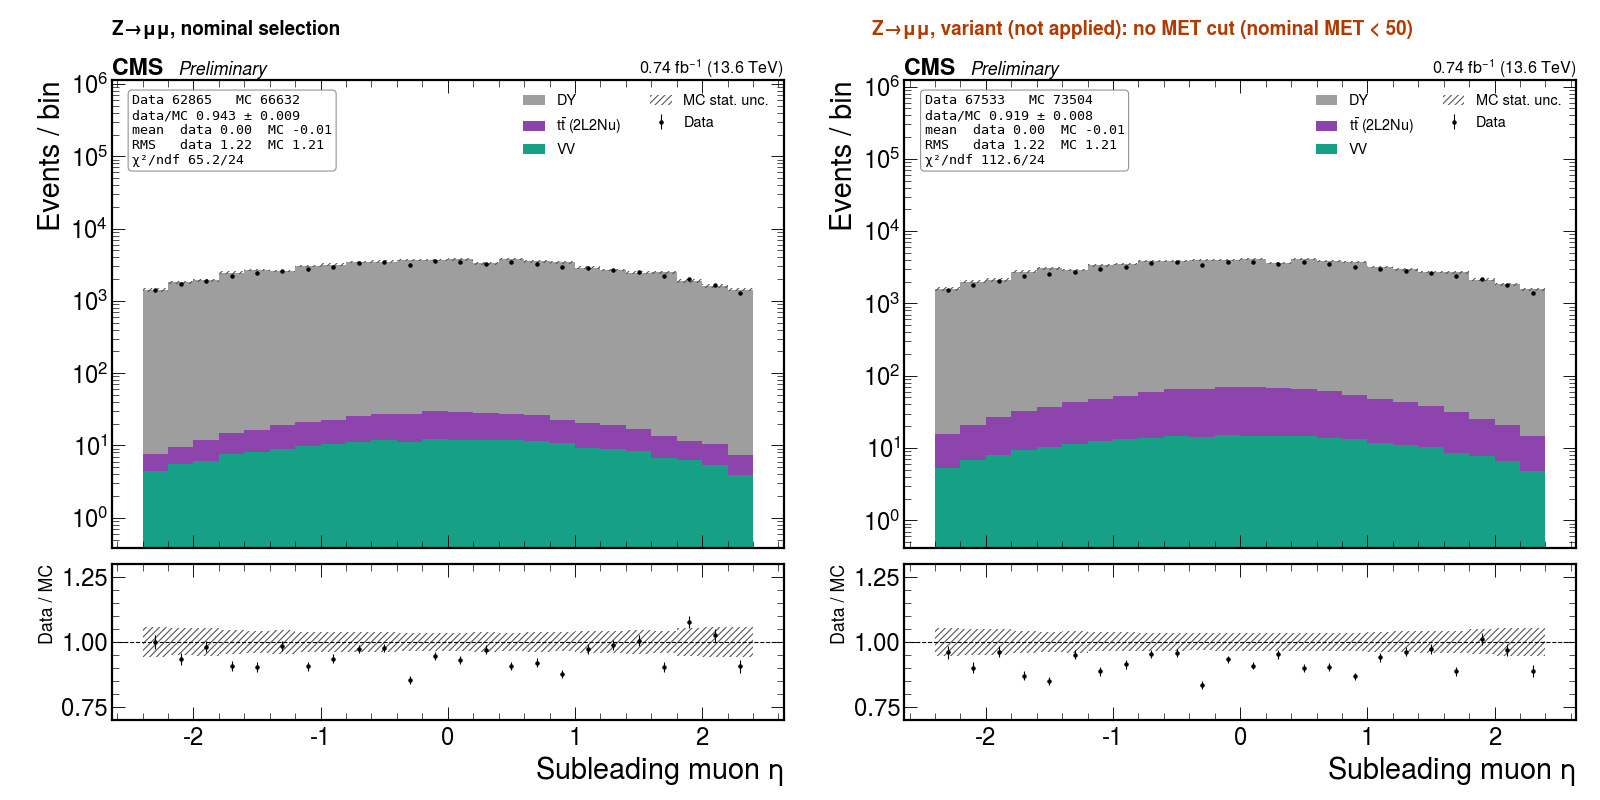 Z→μμ, nominal selection
CMS Preliminary
0.74 fb⁻¹ (13.6 TeV)
Events / bin
10⁶
10⁵
10⁴
10³
10²
10¹
10⁰
Data 62865 MC 66632
data/MC 0.943 ± 0.009
mean data 0.00 MC -0.01
RMS data 1.22 MC 1.21
χ²/ndf 65.2/24
DY
tt̄ (2L2Nu)
VV
MC stat. unc.
Data
Data / MC
1.25
1.00
0.75
-2 -1 0 1 2
Subleading muon η
Z→μμ, variant (not applied): no MET cut (nominal MET < 50)
CMS Preliminary
0.74 fb⁻¹ (13.6 TeV)
Events / bin
10⁶
10⁵
10⁴
10³
10²
10¹
10⁰
Data 67533 MC 73504
data/MC 0.919 ± 0.008
mean data 0.00 MC -0.01
RMS data 1.22 MC 1.21
χ²/ndf 112.6/24
DY
tt̄ (2L2Nu)
VV
MC stat. unc.
Data
Data / MC
1.25
1.00
0.75
-2 -1 0 1 2
Subleading muon η